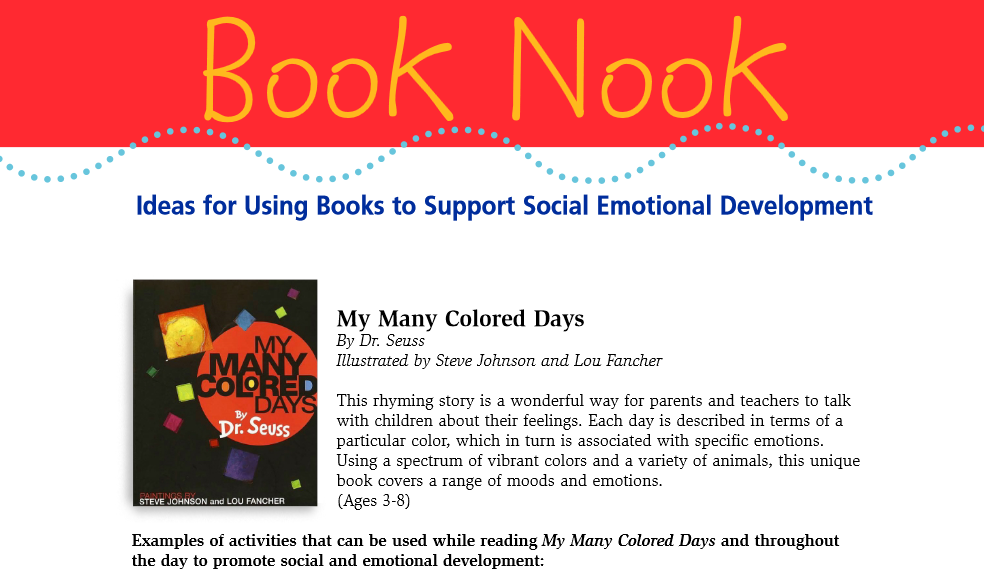 Book Nook
Ideas for Using Books to Support Social Emotional Development
MY
MANY
COLORED
DAYS
By
Dr. Seuss
PAINTINGS BY
STEVE JOHNSON and LOU FANCHER
My Many Colored Days
By Dr. Seuss
Illustrated by Steve Johnson and Lou Fancher
This rhyming story is a wonderful way for parents and teachers to talk
with children about their feelings. Each day is described in terms of a
particular color, which in turn is associated with specific emotions.
Using a spectrum of vibrant colors and a variety of animals, this unique
book covers a range of moods and emotions.
(Ages 3-8)
Examples of activities that can be used while reading My Many Colored Days and throughout
the day to promote social and emotional development: